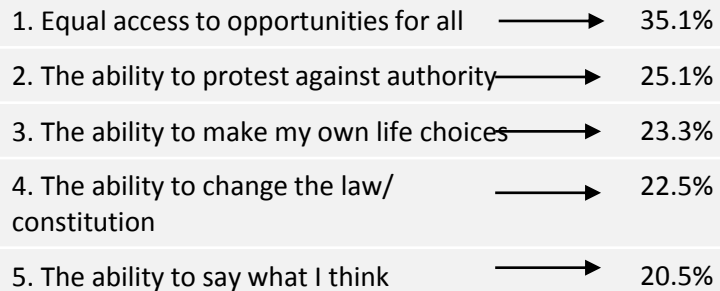 1. Equal access to opportunities for all 35.1%
2. The ability to protest against authority 25.1%
3. The ability to make my own life choices 23.3%
4. The ability to change the law/ 22.5%
constitution
5. The ability to say what I think 20.5%